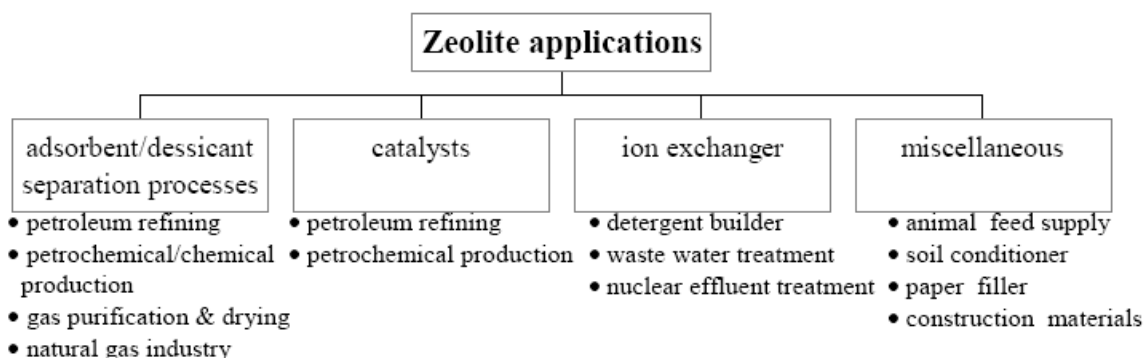 Zeolite applications
adsorbent/dessicant
separation processes
• petroleum refining
• petrochemical/chemical
production
• gas purification & drying
• natural gas industry
catalysts
• petroleum refining
• petrochemical production
ion exchanger
• detergent builder
• waste water treatment
• nuclear effluent treatment
miscellaneous
• animal feed supply
• soil conditioner
• paper filler
• construction materials